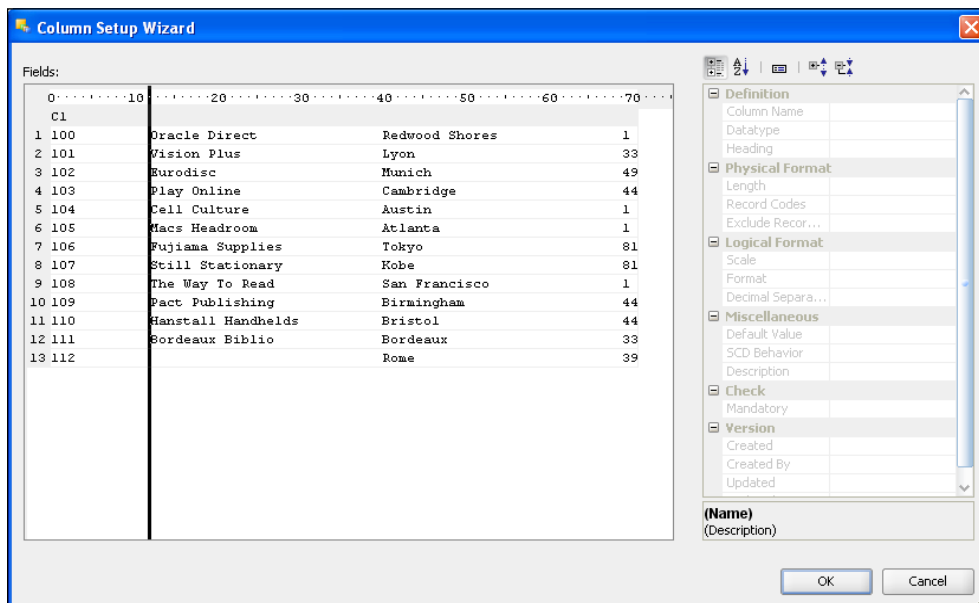 Column Setup Wizard
Fields:
0 10 20 30 40 50 60 70
C1
1 100 Oracle Direct Redwood Shores 1
2 101 Vision Plus Lyon 33
3 102 Eurodisc Munich 49
4 103 Play Online Cambridge 44
5 104 Cell Culture Austin 1
6 105 Macs Headroom Atlanta 1
7 106 Fujiama Supplies Tokyo 81
8 107 Still Stationary Kobe 81
9 108 The Way To Read San Francisco 1
10 109 Pact Publishing Birmingham 44
11 110 Hanstall Handhelds Bristol 44
12 111 Bordeaux Biblio Bordeaux 33
13 112 Rome 39
Definition
Column Name
Datatype
Heading
Physical Format
Length
Record Codes
Exclude Recor...
Logical Format
Scale
Format
Decimal Separa...
Miscellaneous
Default Value
SCD Behavior
Description
Check
Mandatory
Version
Created
Created By
Updated
(Name)
(Description)
OK
Cancel